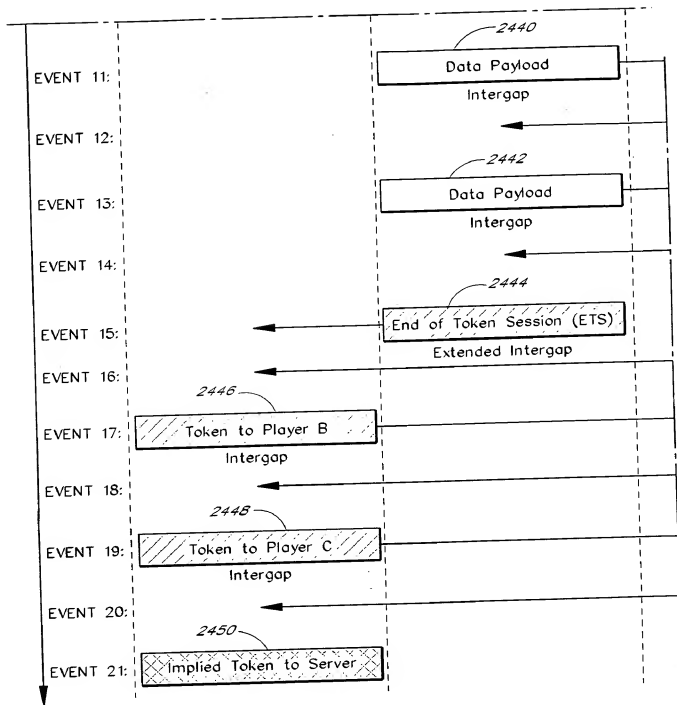 2440
EVENT 11:
Data Payload
Intergap
EVENT 12:
2442
EVENT 13:
Data Payload
Intergap
EVENT 14:
2444
EVENT 15:
End of Token Session (ETS)
Extended Intergap
EVENT 16:
2446
EVENT 17:
Token to Player B
Intergap
EVENT 18:
2448
EVENT 19:
Token to Player C
Intergap
EVENT 20:
2450
EVENT 21:
Implied Token to Server